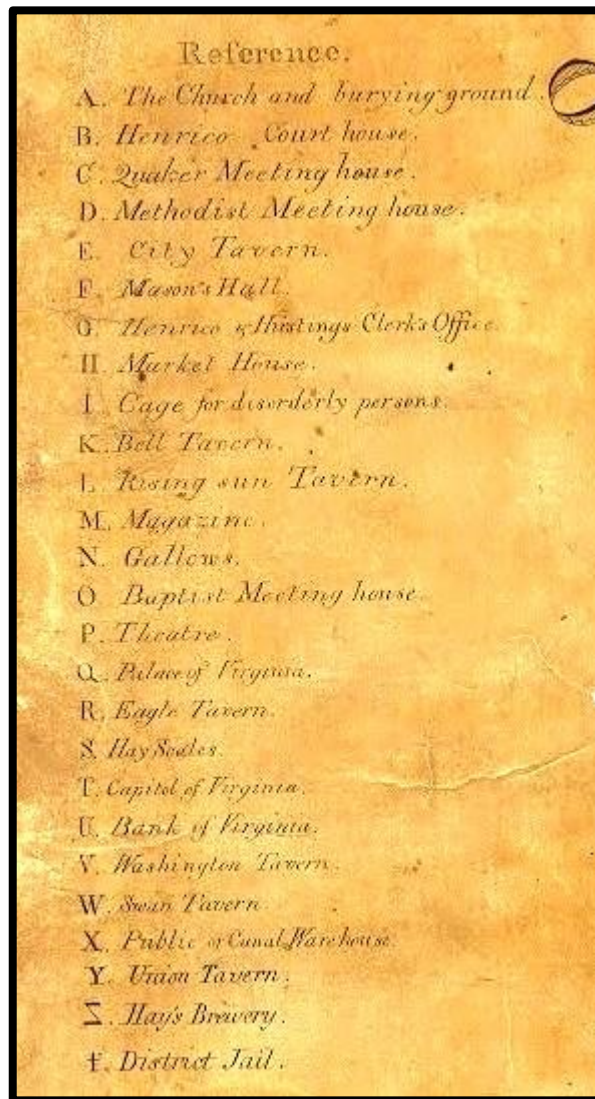 Reference.
A. The Church and burying ground.
B. Henrico Court house.
C. Quaker Meeting house.
D. Methodist Meeting house.
E. City Tavern.
F. Mason's Hall.
G. Henrico & Hustings Clerk's Office.
H. Market House.
I. Cage for disorderly persons.
K. Bell Tavern.
L. Rising sun Tavern.
M. Magazine.
N. Gallows.
O. Baptist Meeting house.
P. Theatre.
Q. Palace of Virginia.
R. Eagle Tavern.
S. Hay Scales.
T. Capitol of Virginia.
U. Bank of Virginia.
V. Washington Tavern.
W. Swan Tavern.
X. Public or Canal Warehouse.
Y. Union Tavern.
Z. Hay's Brewery.
£. District Jail.